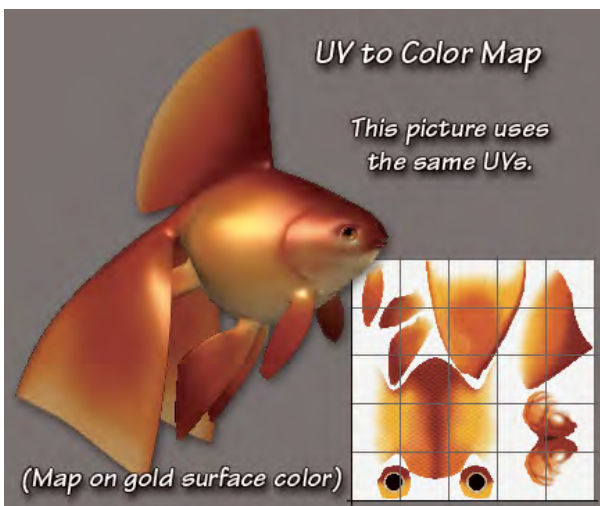 UV to Color Map
This picture uses
the same UVs.
(Map on gold surface color)